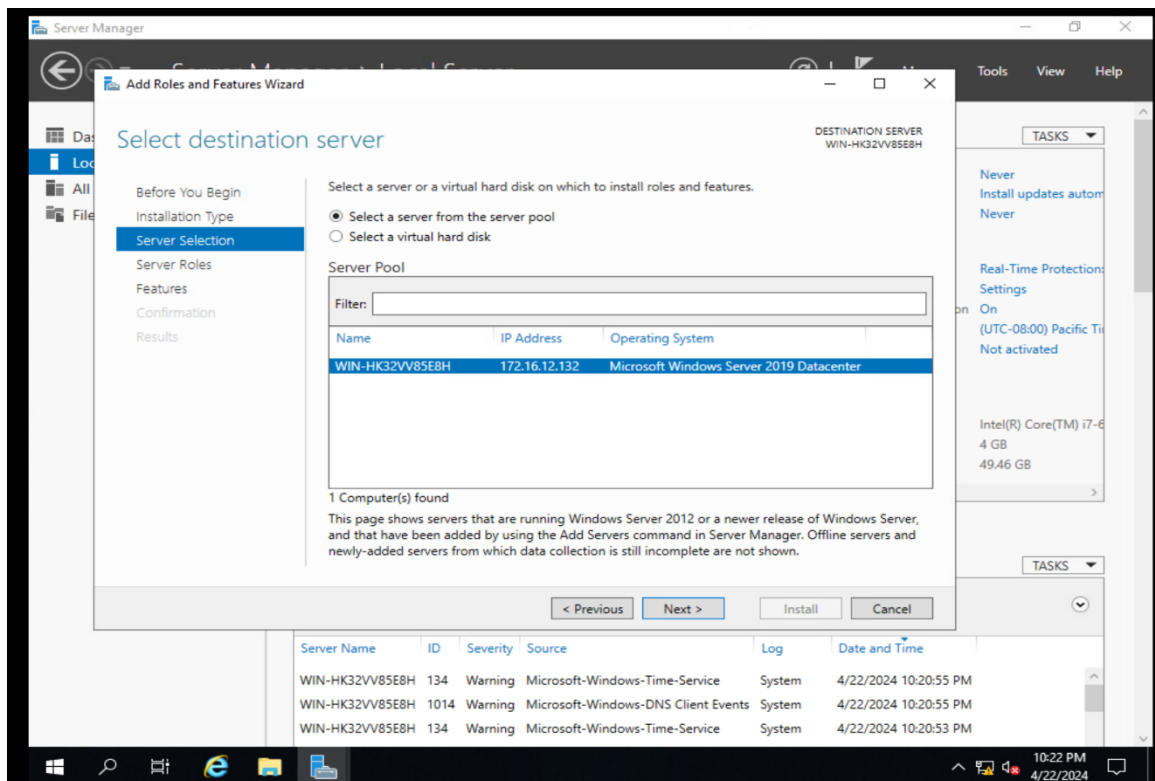 Server Manager
Tools View Help
Add Roles and Features Wizard
Select destination server
DESTINATION SERVER
WIN-HK32VV85E8H
Before You Begin
Installation Type
Server Selection
Server Roles
Features
Confirmation
Results
Select a server or a virtual hard disk on which to install roles and features.
Select a server from the server pool
Select a virtual hard disk
Server Pool
Filter:
Name IP Address Operating System
WIN-HK32VV85E8H 172.16.12.132 Microsoft Windows Server 2019 Datacenter
1 Computer(s) found
This page shows servers that are running Windows Server 2012 or a newer release of Windows Server,
and that have been added by using the Add Servers command in Server Manager. Offline servers and
newly-added servers from which data collection is still incomplete are not shown.
< Previous Next > Install Cancel
All
File
TASKS
Never
Install updates autom
Never
Real-Time Protection:
Settings
On
(UTC-08:00) Pacific
Not activated
Intel(R) Core(TM) i7-6
4 GB
49.46 GB
TASKS
Server Name ID Severity Source Log Date and Time
WIN-HK32VV85E8H 134 Warning Microsoft-Windows-Time-Service System 4/22/2024 10:20:55 PM
WIN-HK32VV85E8H 1014 Warning Microsoft-Windows-DNS Client Events System 4/22/2024 10:20:55 PM
WIN-HK32VV85E8H 134 Warning Microsoft-Windows-Time-Service System 4/22/2024 10:20:53 PM
10:22 PM
4/22/2024